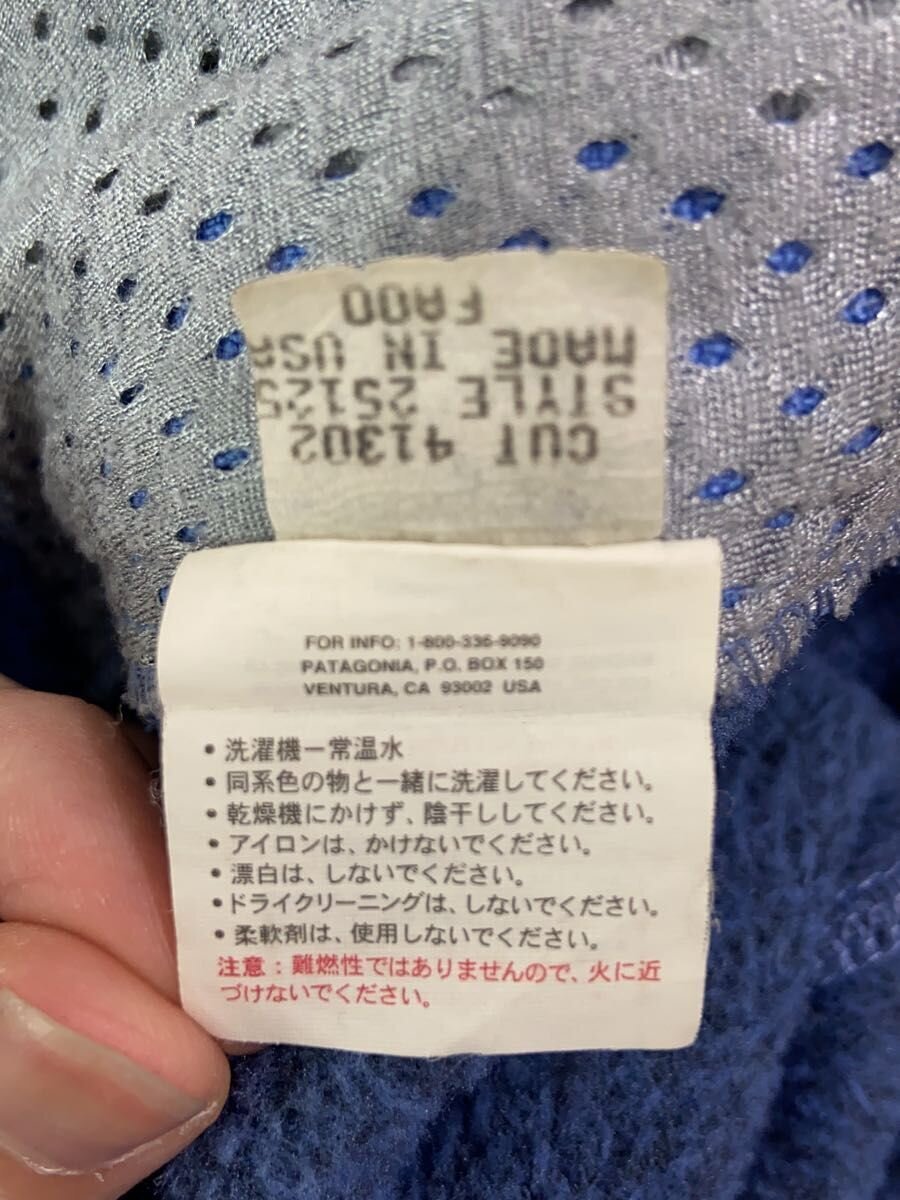 CUT 41302
STYLE 25125
MADE IN USA
FA00
FOR INFO: 1-800-336-9090
PATAGONIA, P.O. BOX 150
VENTURA, CA 93002 USA
• 洗濯機ー常温水
• 同系色の物と一緒に洗濯してください。
• 乾燥機にかけず、陰干ししてください。
• アイロンは、かけないでください。
• 漂白は、しないでください。
• ドライクリーニングは、しないでください。
• 柔軟剤は、使用しないでください。
注意：難燃性ではありませんので、火に近
づけないでください。